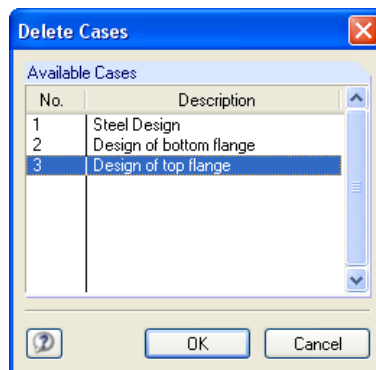 Delete Cases
Available Cases
No. Description
1 Steel Design
2 Design of bottom flange
3 Design of top flange
OK Cancel